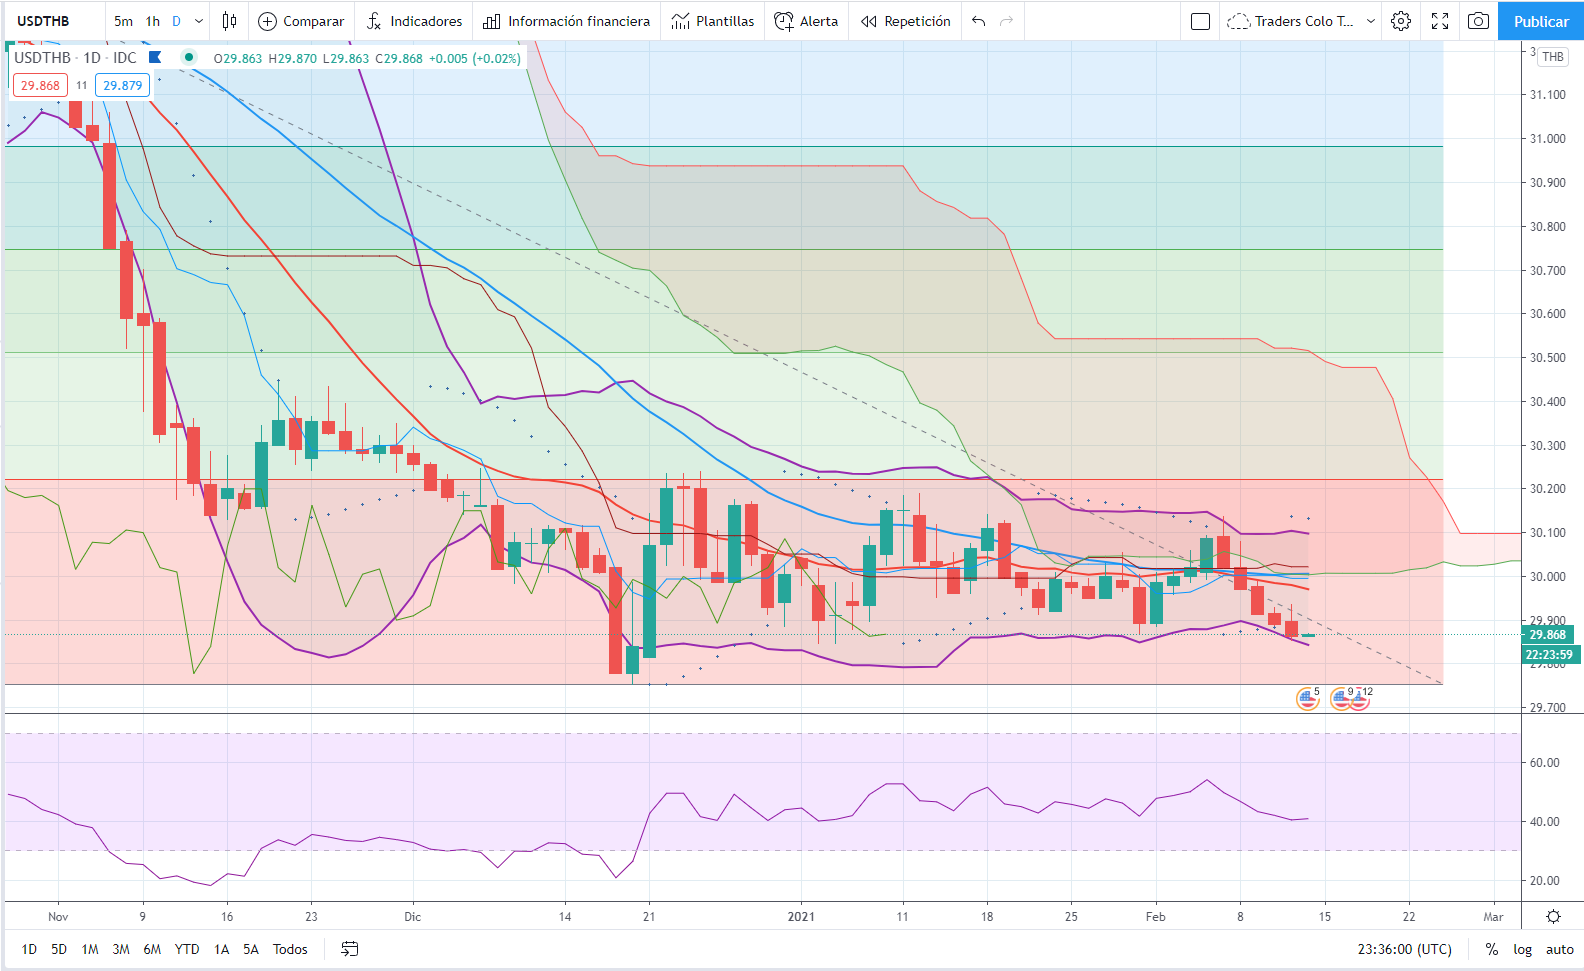 USDTHB 5m 1h D Comparar Indicadores Información financiera Plantillas Alerta Repetición Traders Colo T... Publicar
USDTHB · 1D · IDC O29.863 H29.870 L29.863 C29.868 +0.005 (+0.02%)
29.868 11 29.879
THB
31.100
31.000
30.900
30.800
30.700
30.600
30.500
30.400
30.300
30.200
30.100
30.000
29.900
29.868
22:23:59
29.800
29.700
5 9 12
60.00
40.00
20.00
Nov 9 16 23 Dic 14 21 2021 11 18 25 Feb 8 15 22 Mar
1D 5D 1M 3M 6M YTD 1A 5A Todos 23:36:00 (UTC) % log auto